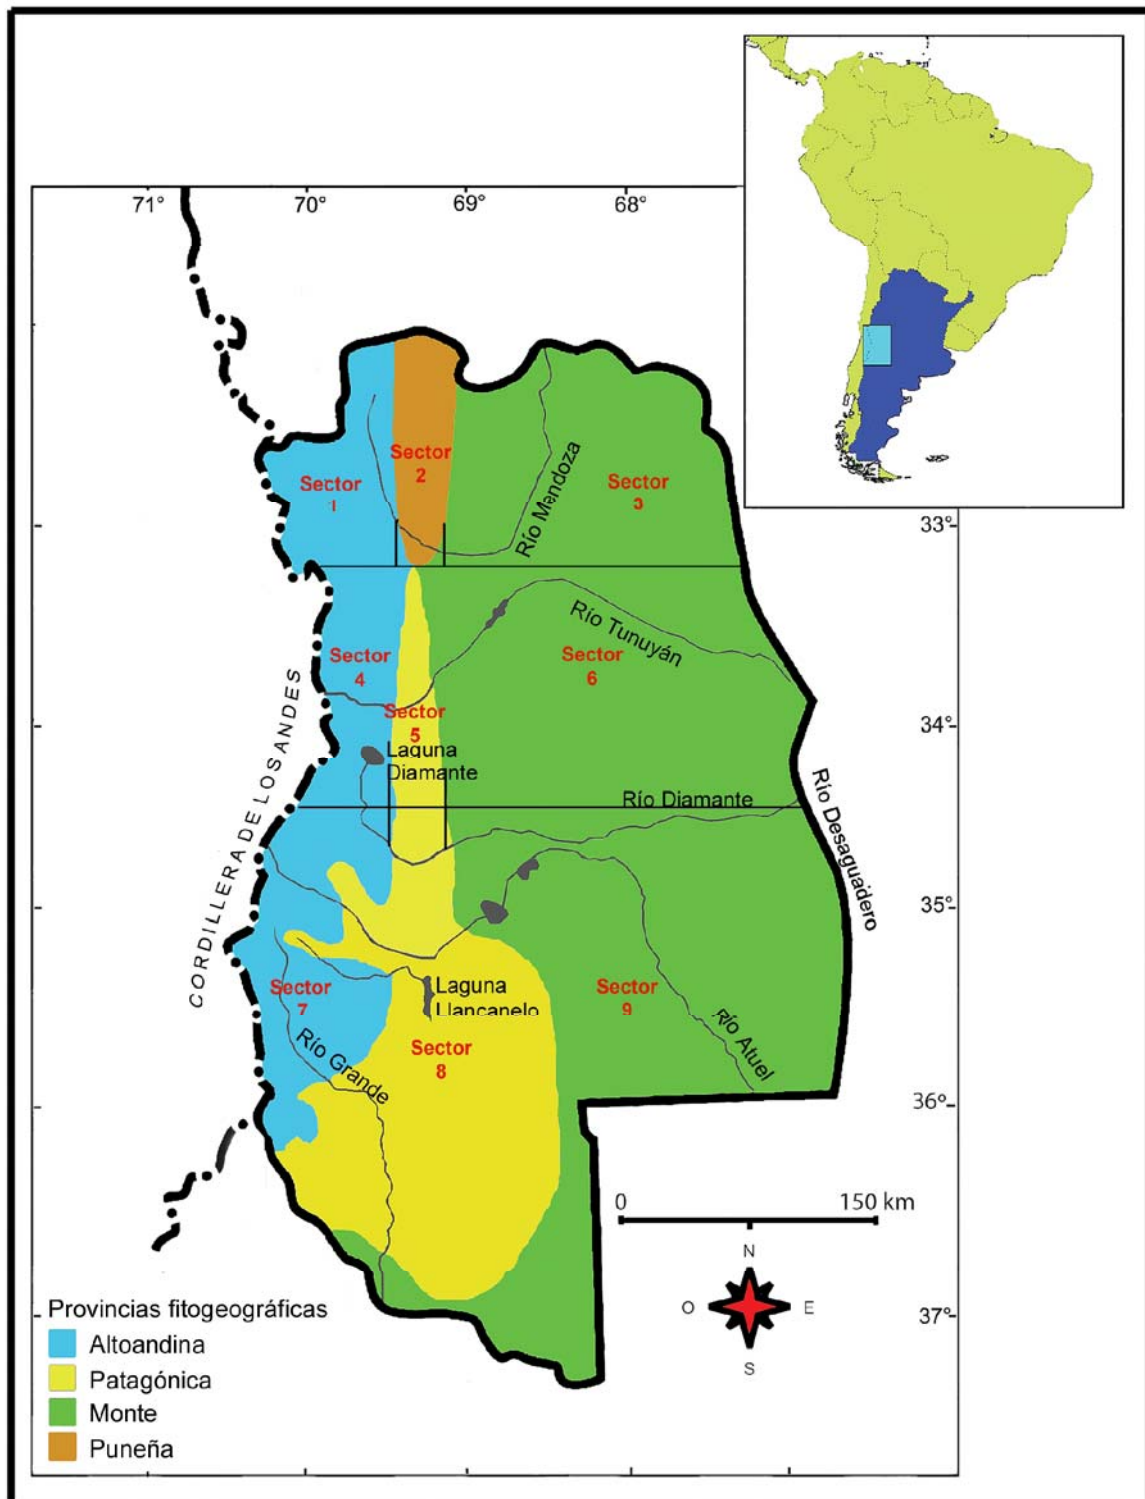 71°
70°
69°
68°
Sector
1
Sector
2
Sector
3
Río Mendoza
33°
Río Tunuyán
Sector
4
Sector
5
Sector
6
34°
CORDILLERA DE LOS ANDES
Laguna
Diamante
Río Diamante
Río Desaguadero
35°
Sector
7
Laguna
Llancanelo
Sector
9
Río Atuel
Río Grande
Sector
8
36°
0
150 km
N
O
E
S
37°
Provincias fitogeográficas
Altoandina
Patagónica
Monte
Puneña